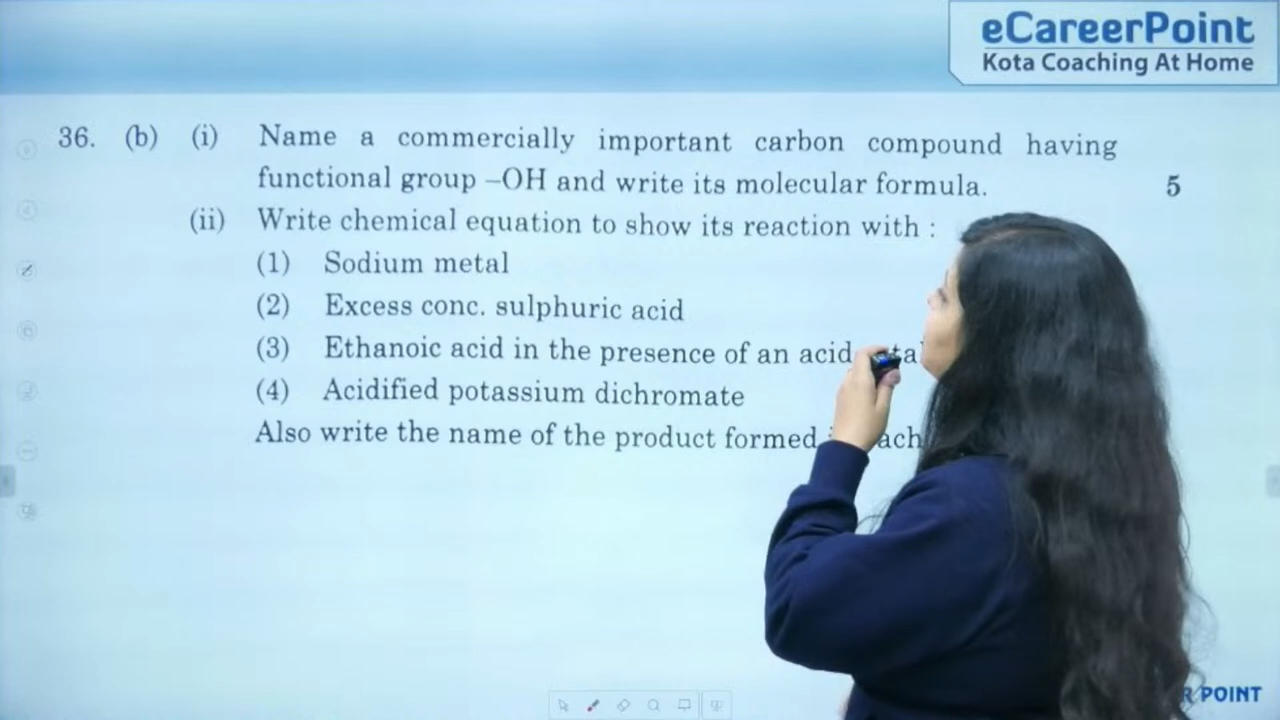 eCareerPoint
Kota Coaching At Home
36. (b) (i) Name a commercially important carbon compound having
functional group –OH and write its molecular formula. 5
(ii) Write chemical equation to show its reaction with :
(1) Sodium metal
(2) Excess conc. sulphuric acid
(3) Ethanoic acid in the presence of an acid
(4) Acidified potassium dichromate
Also write the name of the product formed
POINT